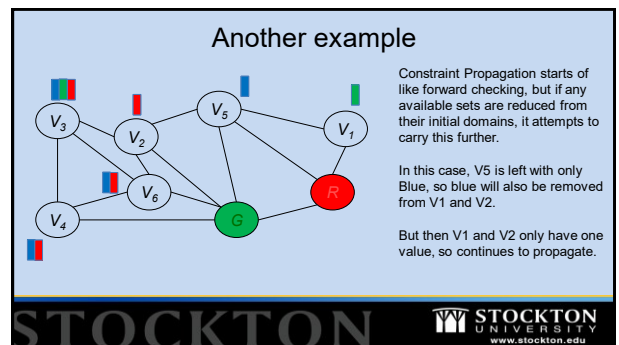 Another example
V3
V2
V5
V1
V6
V4
G
R
Constraint Propagation starts of
like forward checking, but if any
available sets are reduced from
their initial domains, it attempts to
carry this further.
In this case, V5 is left with only
Blue, so blue will also be removed
from V1 and V2.
But then V1 and V2 only have one
value, so continues to propagate.
STOCKTON
STOCKTON
UNIVERSITY
www.stockton.edu